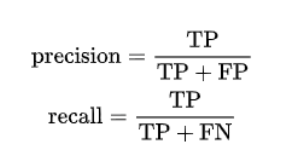 precision = TP / TP + FP
recall = TP / TP + FN